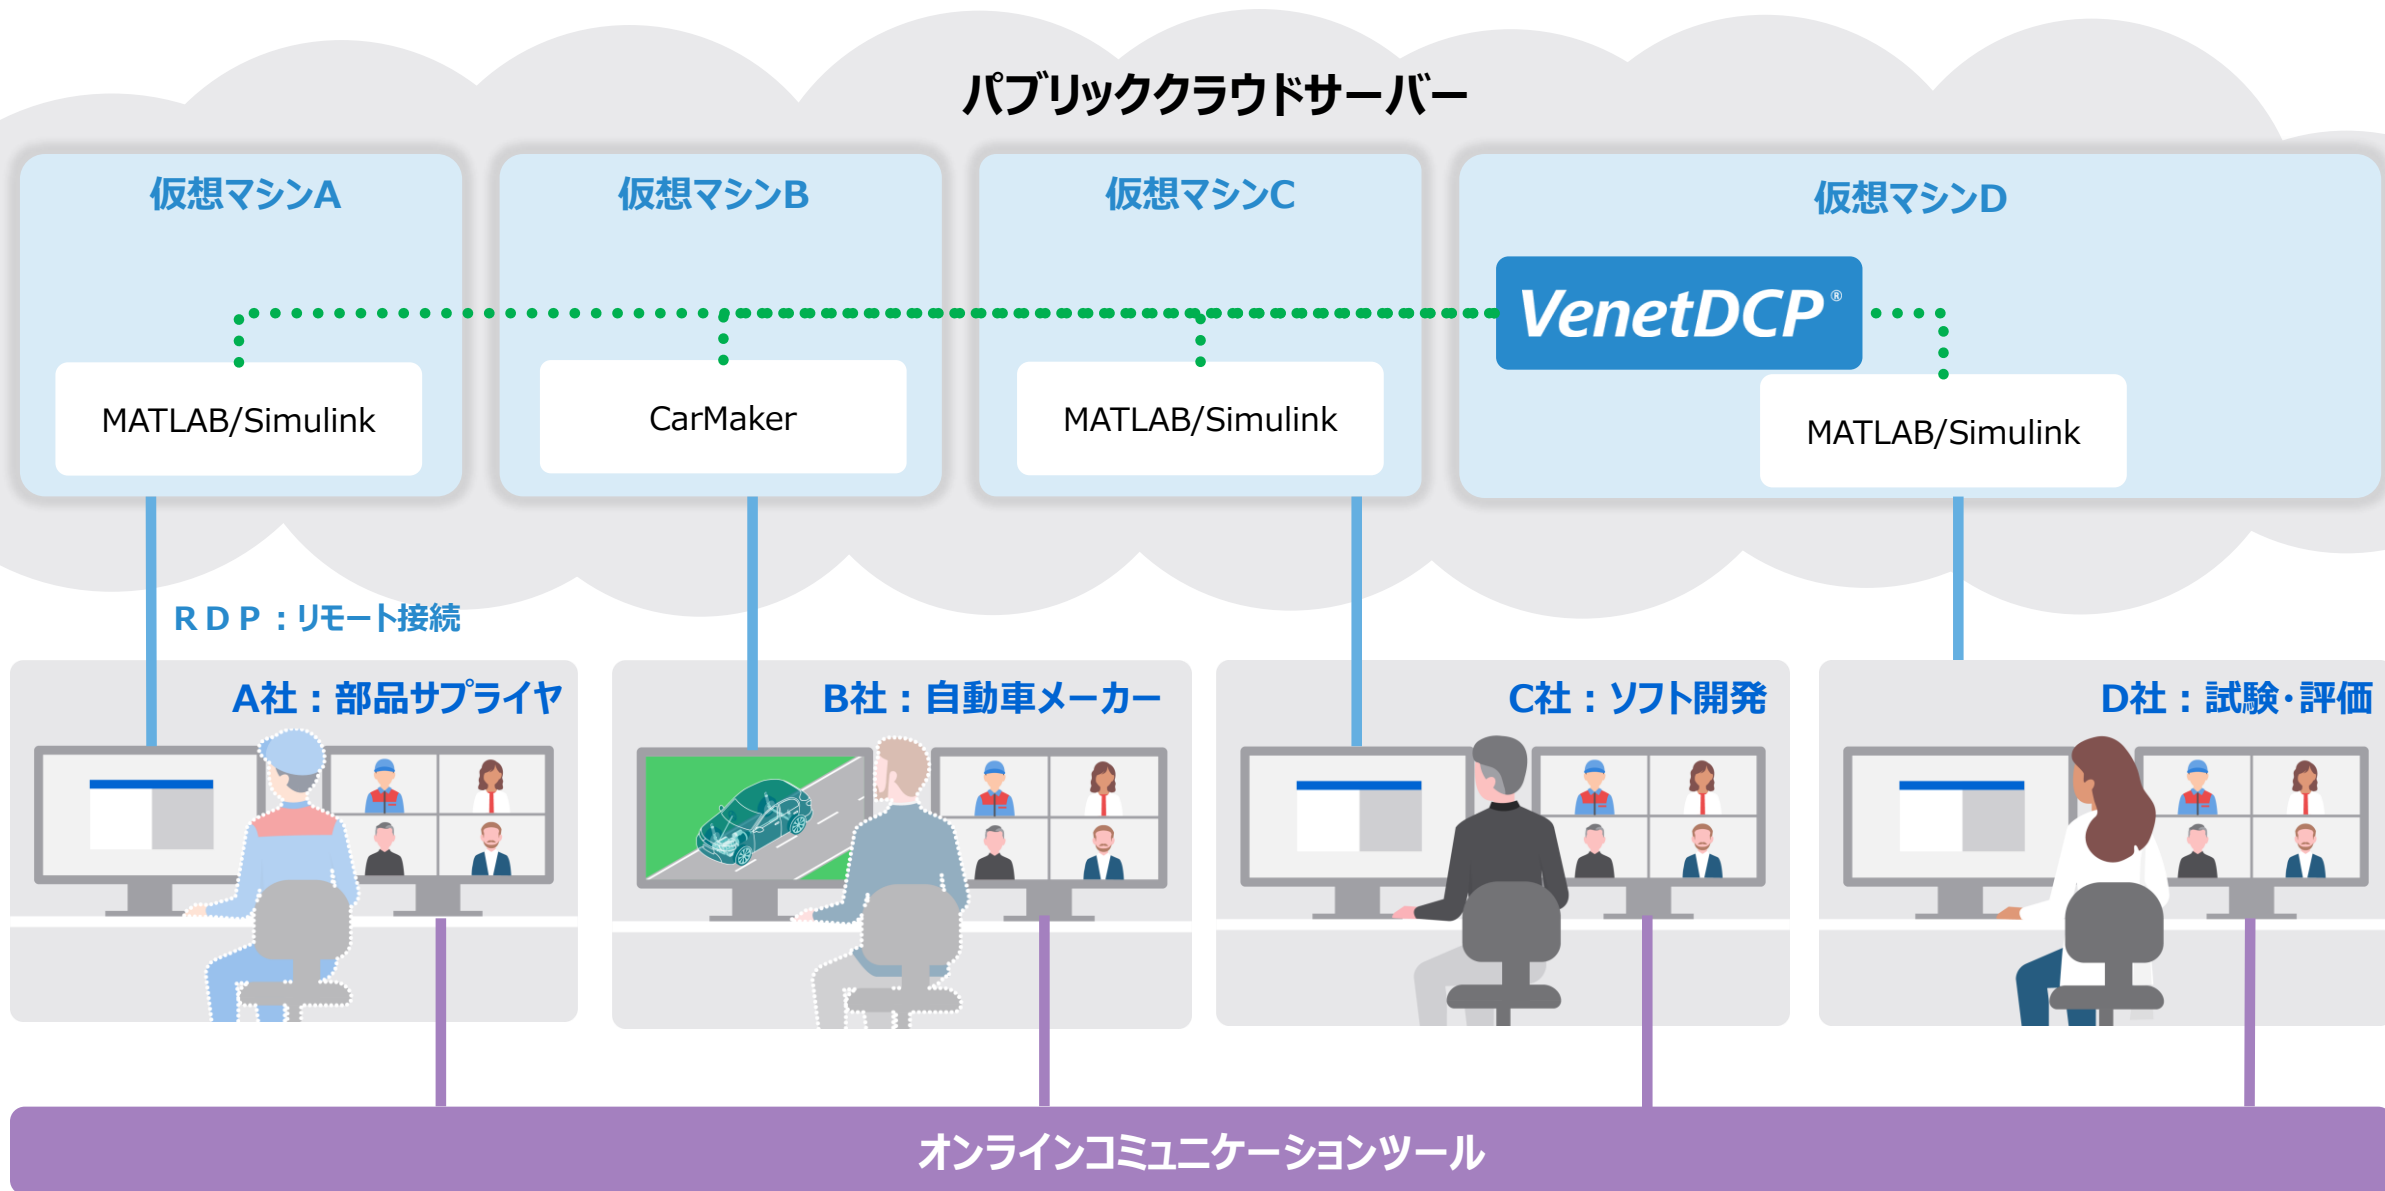 パブリッククラウドサーバー
仮想マシンA
仮想マシンB
仮想マシンC
仮想マシンD
VenetDCP®
MATLAB/Simulink
CarMaker
MATLAB/Simulink
MATLAB/Simulink
ＲＤＰ：リモート接続
A社：部品サプライヤ
B社：自動車メーカー
C社：ソフト開発
D社：試験・評価
オンラインコミュニケーションツール